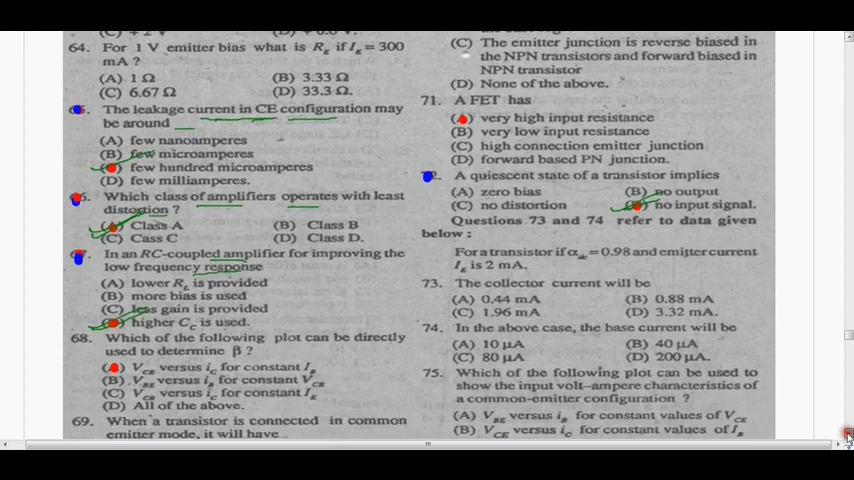 64. For 1 V emitter bias what is R_E if I_E = 300
mA ?
(A) 1 Ω (B) 3.33 Ω
(C) 6.67 Ω (D) 33.3 Ω.
The leakage current in CE configuration may
be around
(A) few nanoamperes
(B) few microamperes
few hundred microamperes
(D) few milliamperes.
Which class of amplifiers operates with least
distortion ?
Class A (B) Class B
(C) Cass C (D) Class D.
In an RC-coupled amplifier for improving the
low frequency response
(A) lower R_L is provided
(B) more bias is used
(C) less gain is provided
higher C_C is used.
68. Which of the following plot can be directly
used to determine β ?
(A) V_CE versus i_C for constant I_B
(B) V_BE versus i_B for constant V_CE
(C) V_CB versus i_C for constant I_E
(D) All of the above.
69. When a transistor is connected in common
emitter mode, it will have
(C) The emitter junction is reverse biased in
the NPN transistors and forward biased in
NPN transistor
(D) None of the above.
71. A FET has
(A) very high input resistance
(B) very low input resistance
(C) high connection emitter junction
(D) forward based PN junction.
A quiescent state of a transistor implies
(A) zero bias (B) no output
(C) no distortion no input signal.
Questions 73 and 74 refer to data given
below :
For a transistor if α_dc = 0.98 and emitter current
I_E is 2 mA.
73. The collector current will be
(A) 0.44 mA (B) 0.88 mA
(C) 1.96 mA (D) 3.32 mA.
74. In the above case, the base current will be
(A) 10 μA (B) 40 μA
(C) 80 μA (D) 200 μA.
75. Which of the following plot can be used to
show the input volt-ampere characteristics of
a common-emitter configuration ?
(A) V_BE versus i_B for constant values of V_CE
(B) V_CE versus i_C for constant values of I_B